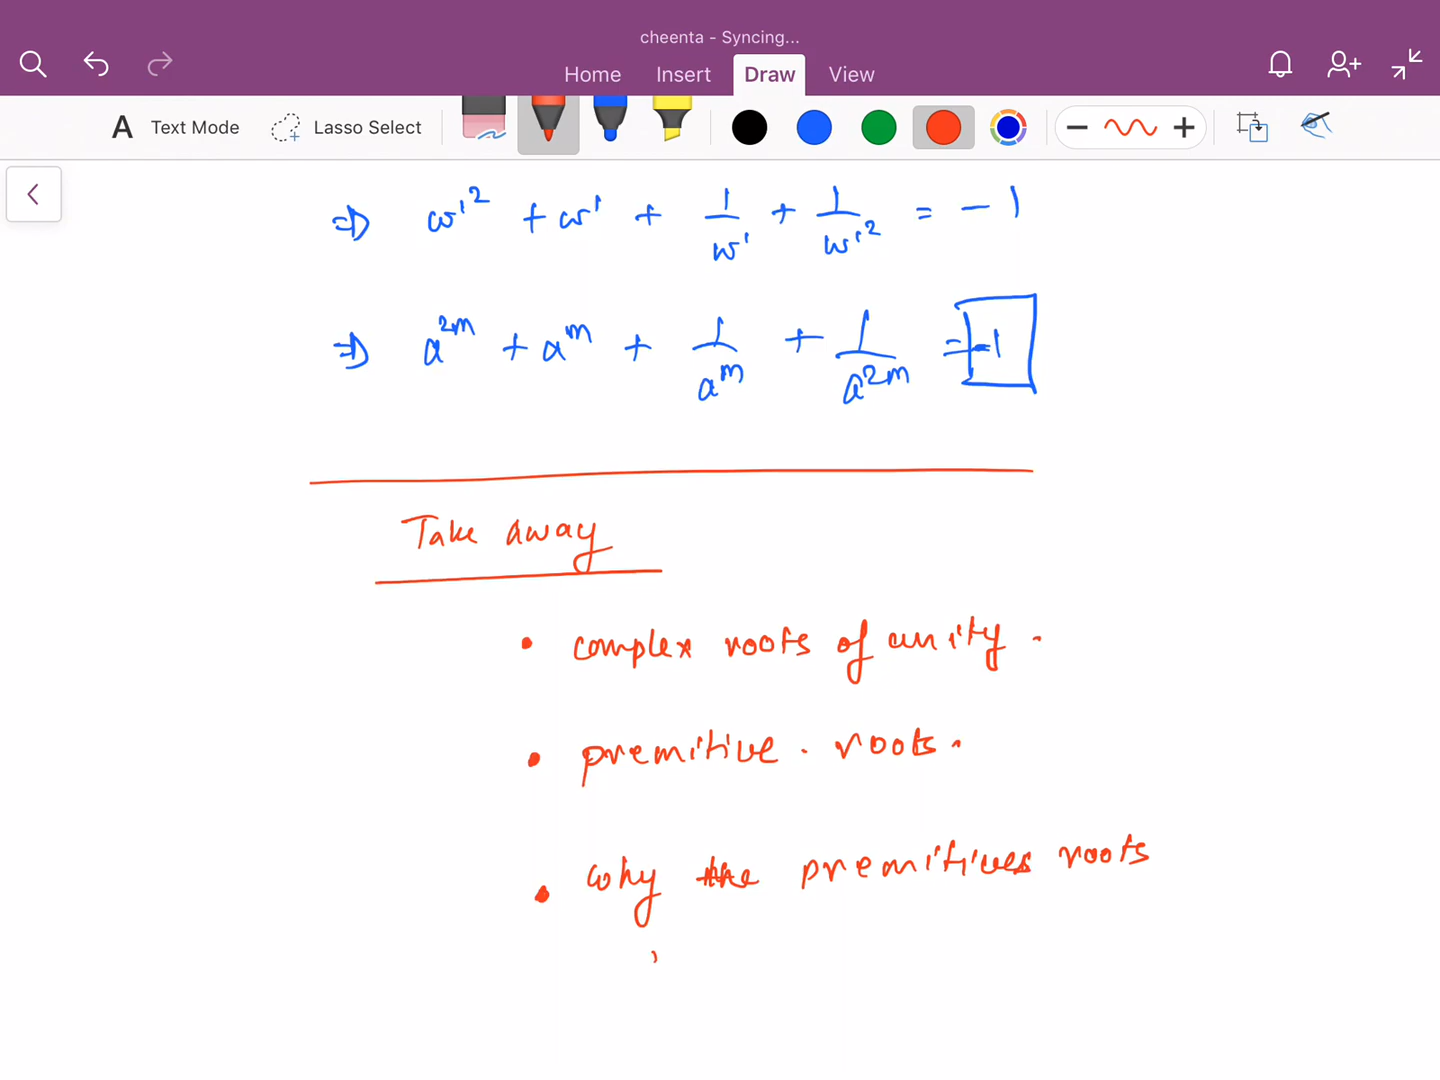 cheenta - Syncing...
Home Insert Draw View
A Text Mode Lasso Select
⇒ ω'² + ω' + 1/ω' + 1/ω'² = - 1
⇒ a^2m + a^m + 1/a^m + 1/a^2m = -1
Take away
• complex roots of unity .
• premitive . roots .
• why the premitives roots